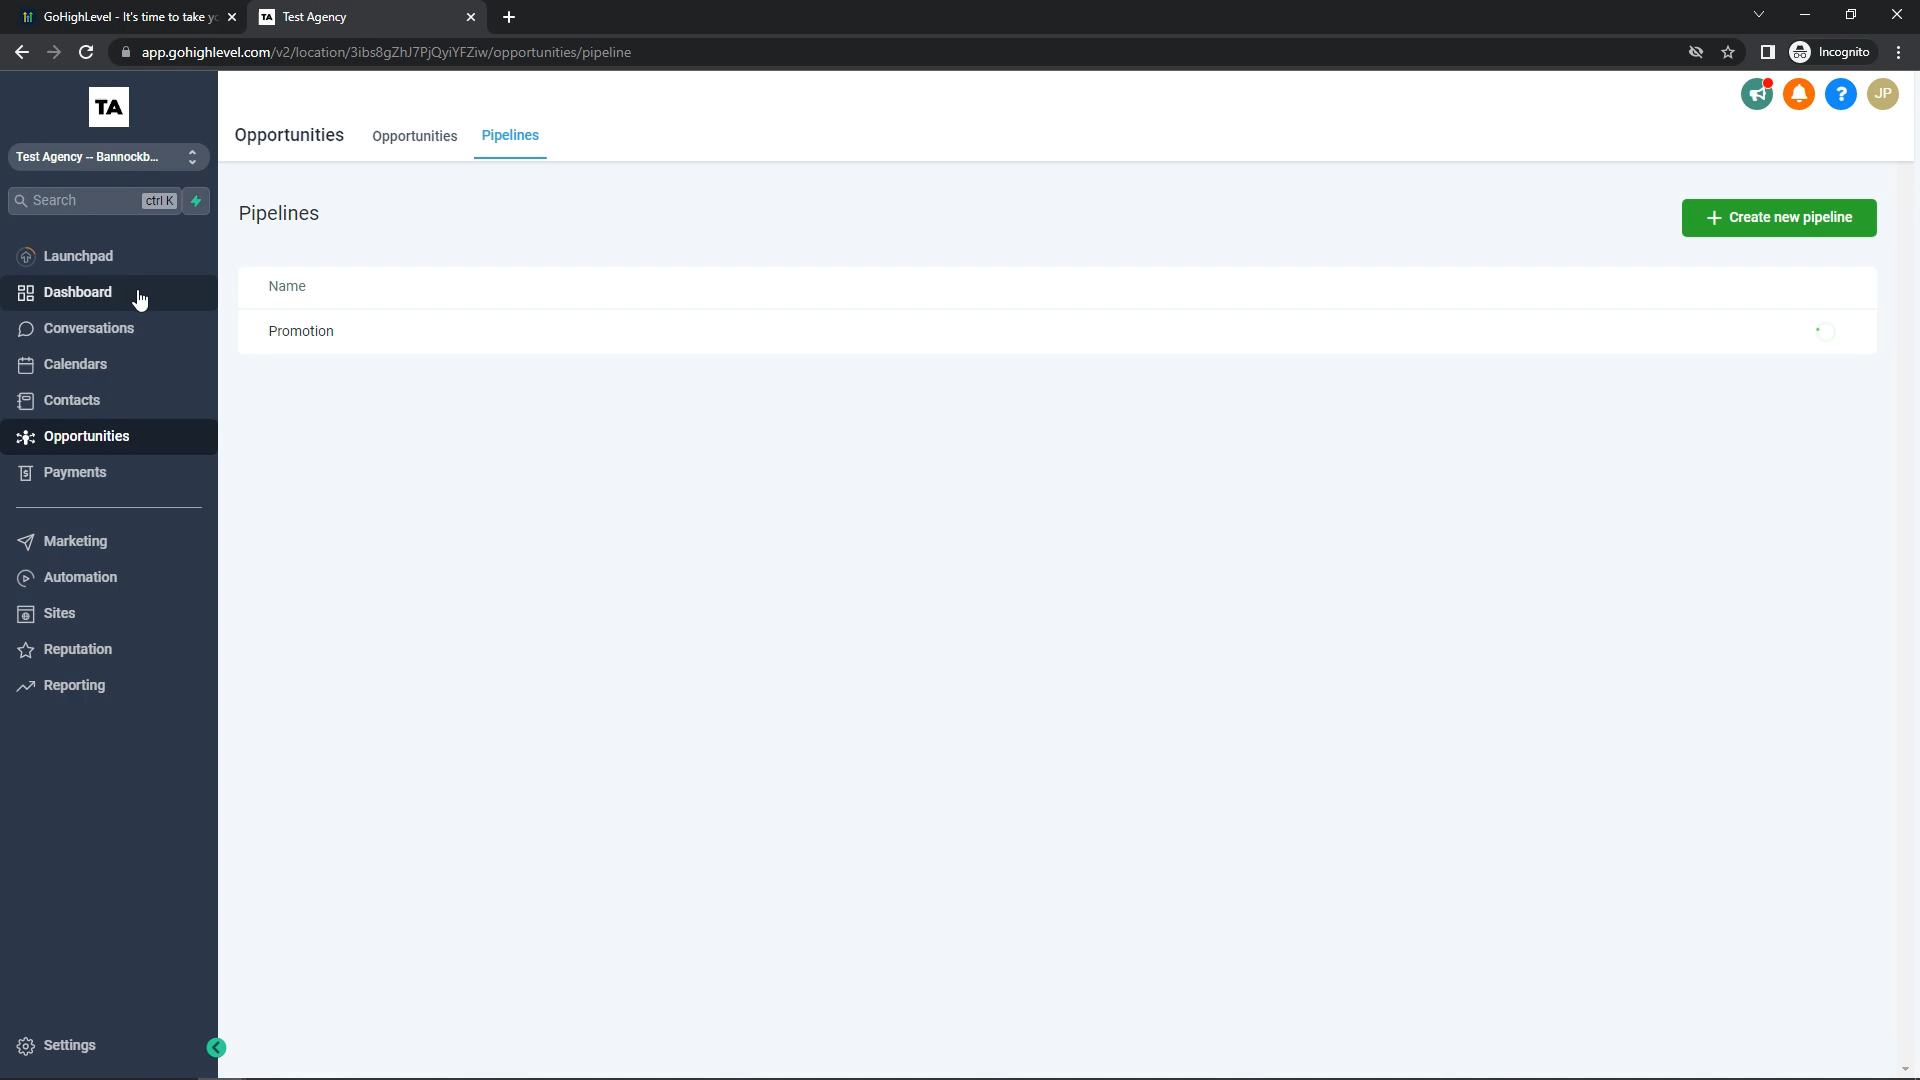 GoHighLevel - It's time to take yo
Test Agency
app.gohighlevel.com/v2/location/3ibs8gZhJ7PjQyiYFZiw/opportunities/pipeline
Incognito
TA
Test Agency -- Bannockb...
Search
ctrl K
Launchpad
Dashboard
Conversations
Calendars
Contacts
Opportunities
Payments
Marketing
Automation
Sites
Reputation
Reporting
Settings
JP
Opportunities
Opportunities
Pipelines
Pipelines
+ Create new pipeline
Name
Promotion